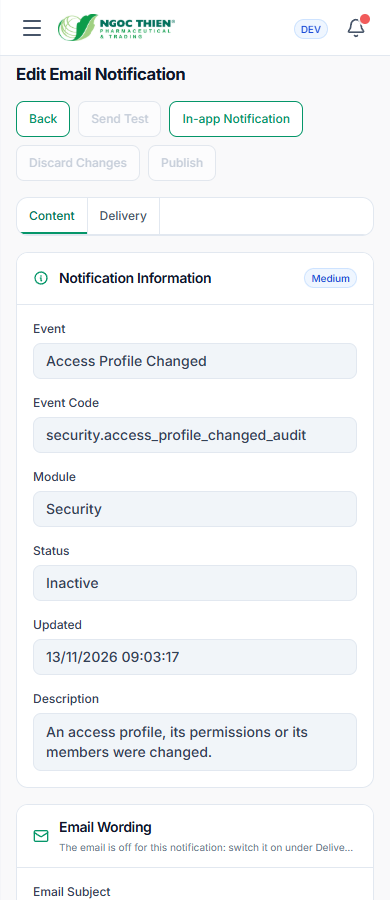 NGOC THIEN®
PHARMACEUTICAL
& TRADING
DEV
Edit Email Notification
Back
Send Test
In-app Notification
Discard Changes
Publish
Content
Delivery
Notification Information
Medium
Event
Access Profile Changed
Event Code
security.access_profile_changed_audit
Module
Security
Status
Inactive
Updated
13/11/2026 09:03:17
Description
An access profile, its permissions or its
members were changed.
Email Wording
The email is off for this notification: switch it on under Delive...
Email Subject